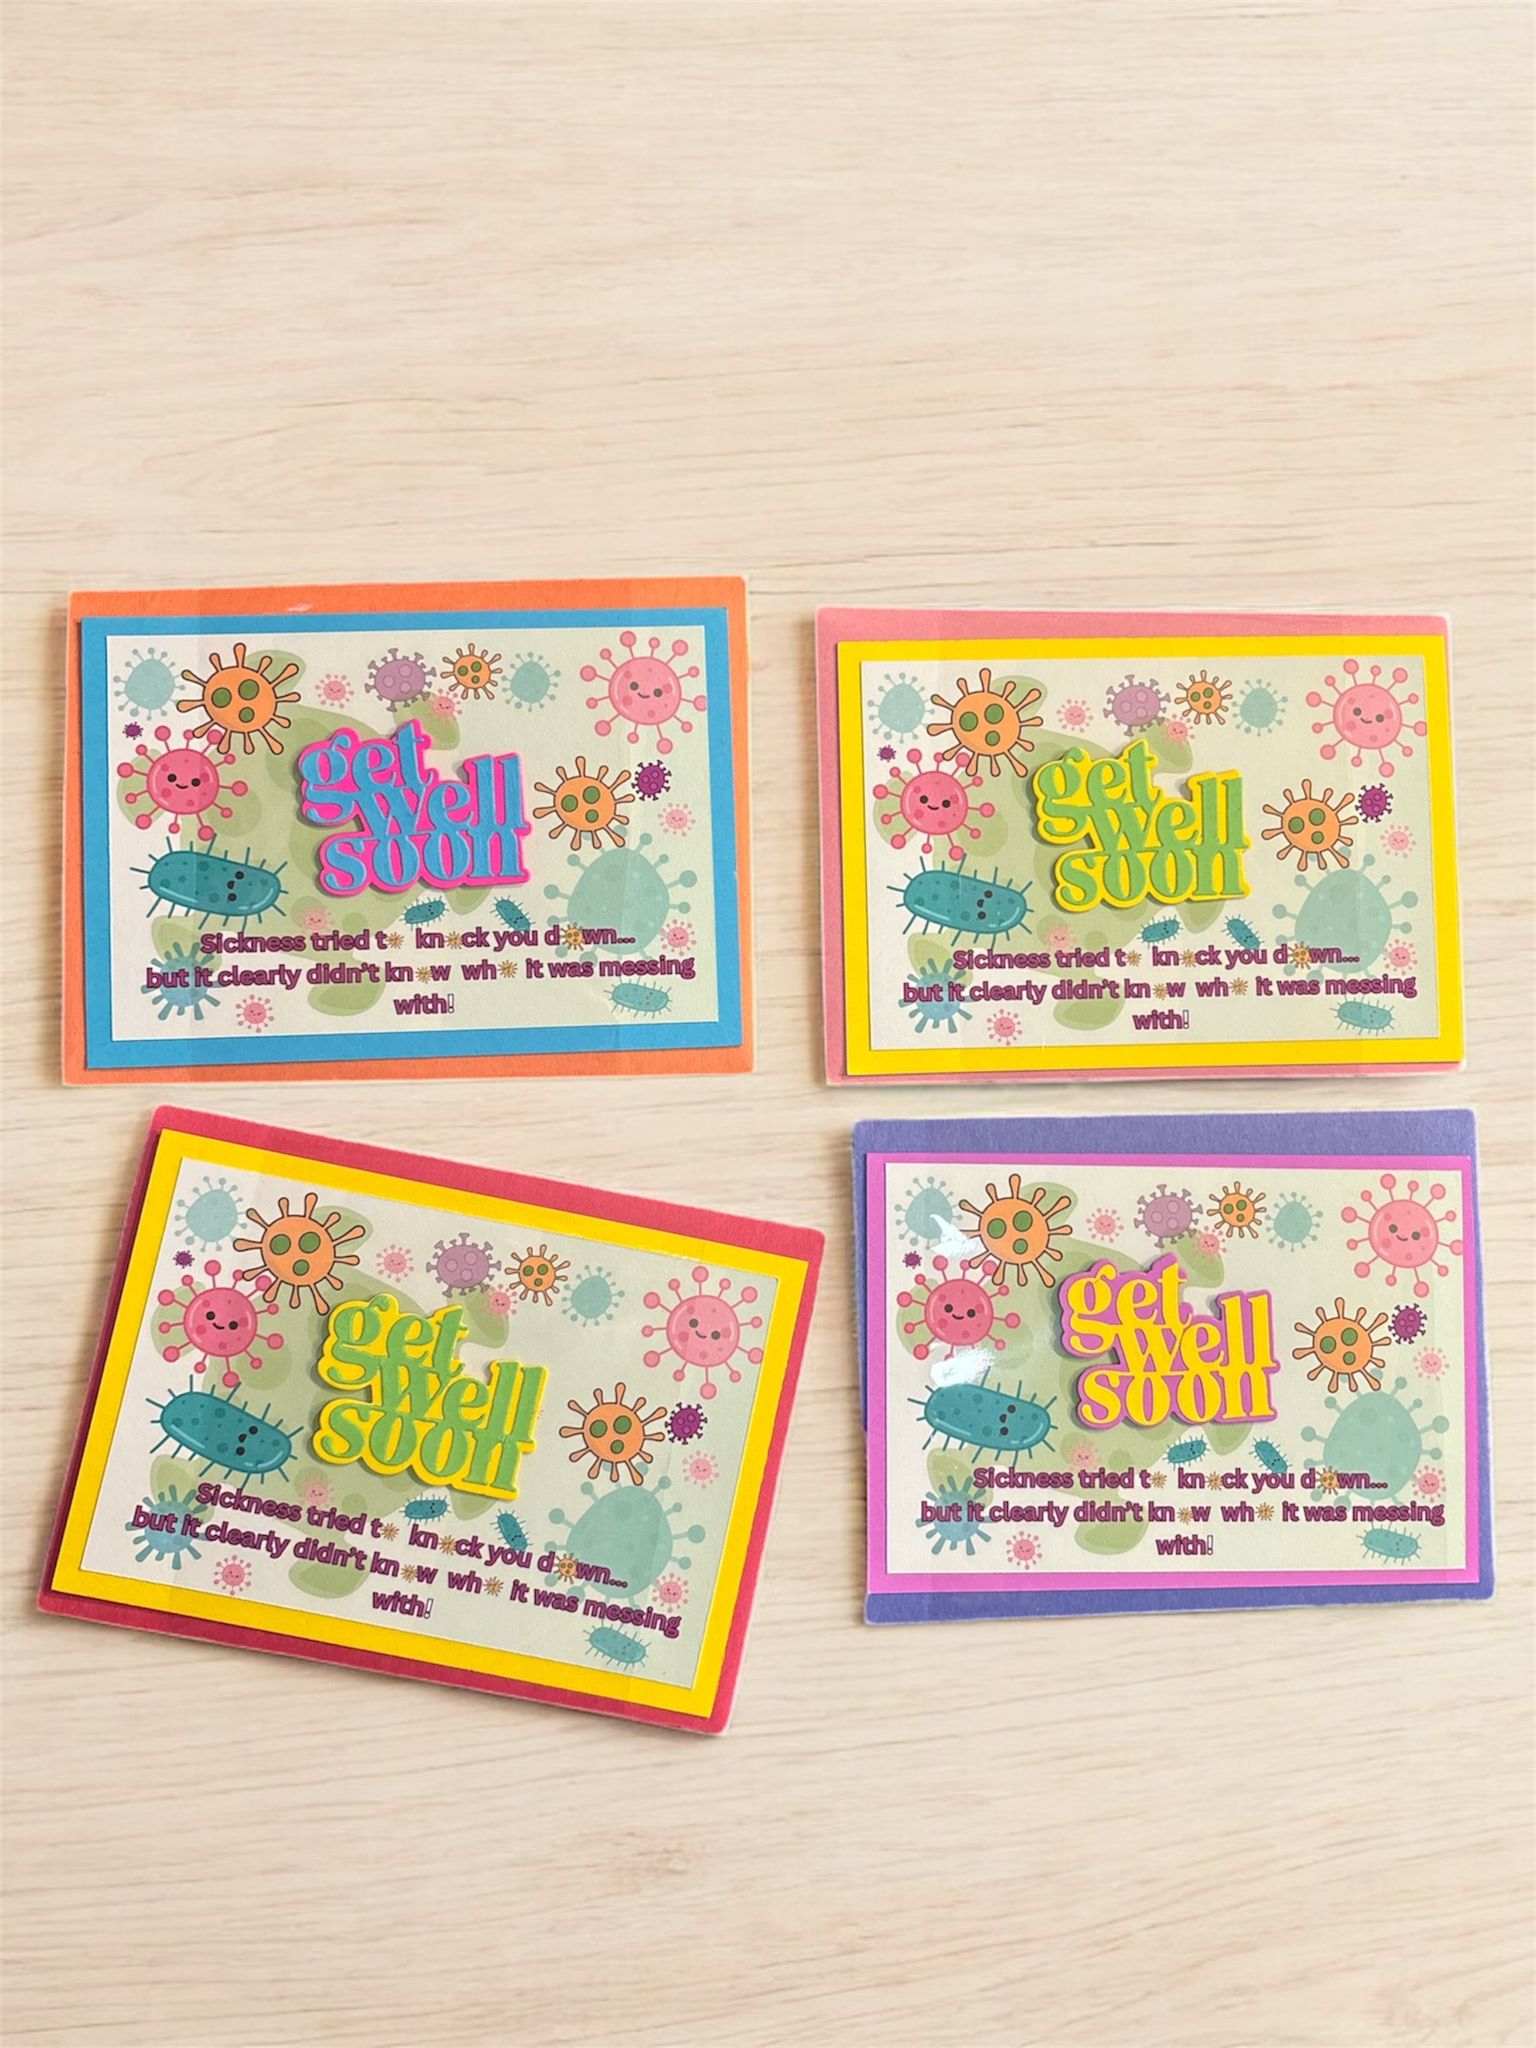 get
well
soon
Sickness tried to knock you down...
but it clearly didn't know who it was messing
with!
get
well
soon
Sickness tried to knock you down...
but it clearly didn't know who it was messing
with!
get
well
soon
Sickness tried to knock you down...
but it clearly didn't know who it was messing
with!
get
well
soon
Sickness tried to knock you down...
but it clearly didn't know who it was messing
with!